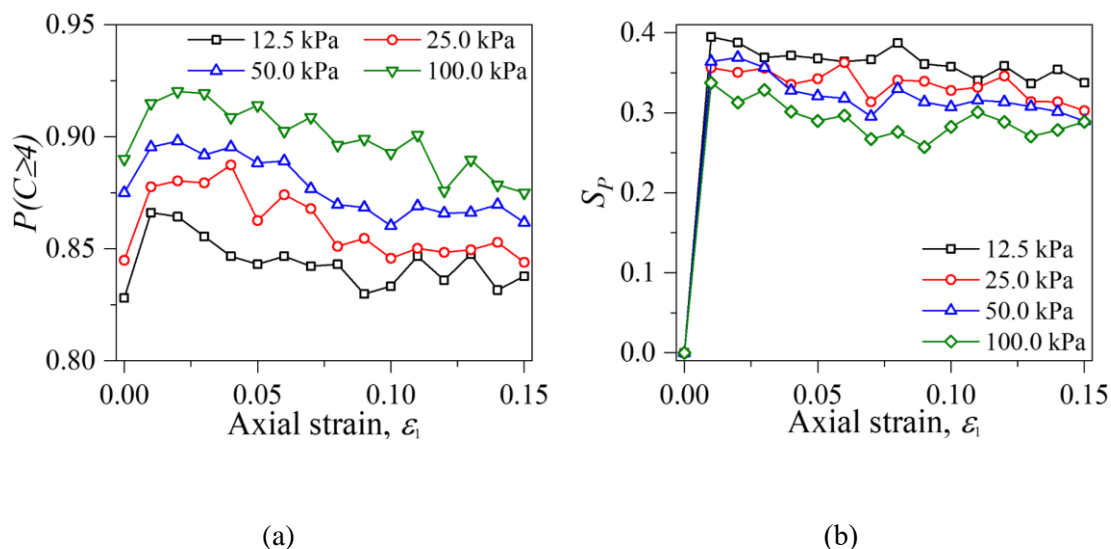 0.95
0.90
0.85
0.80
P(C≥4)
12.5 kPa
25.0 kPa
50.0 kPa
100.0 kPa
0.00
0.05
0.10
0.15
Axial strain, ε₁
(a)
0.4
0.3
0.2
0.1
0.0
S_P
12.5 kPa
25.0 kPa
50.0 kPa
100.0 kPa
0.00
0.05
0.10
0.15
Axial strain, ε₁
(b)